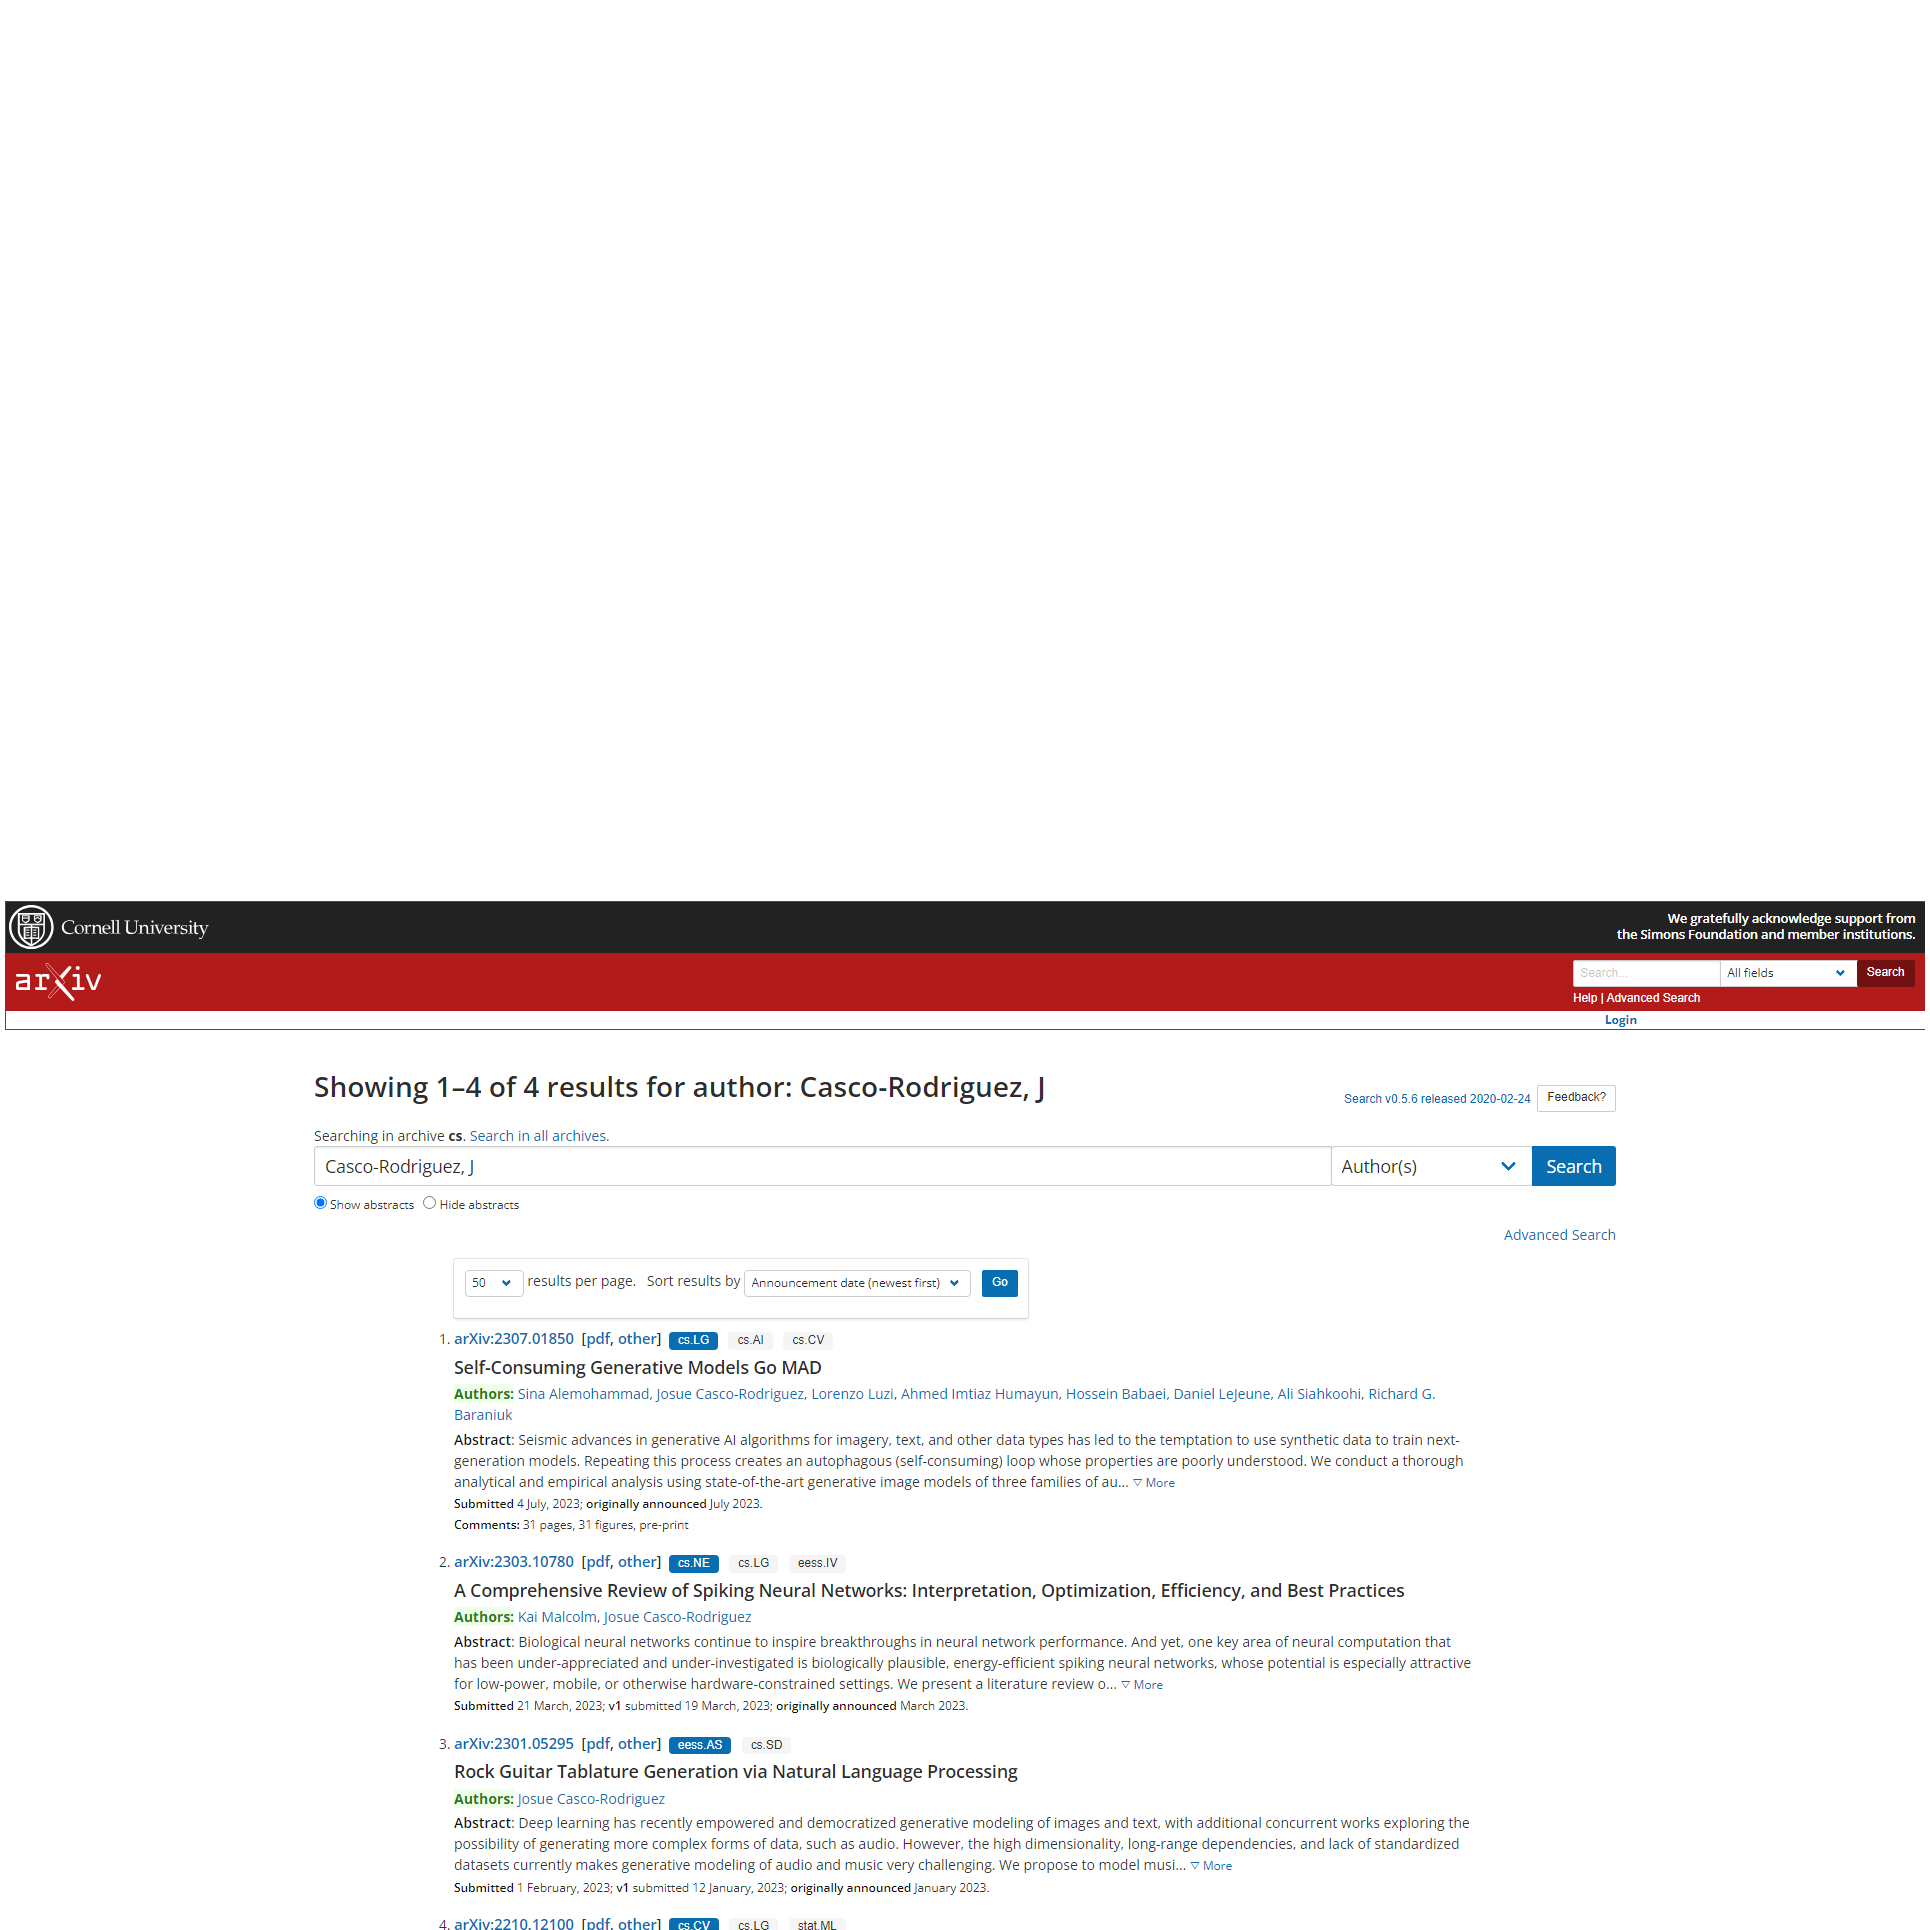 Cornell University
We gratefully acknowledge support from
the Simons Foundation and member institutions.
arXiv
Search...
All fields
Search
Help | Advanced Search
Login
Showing 1–4 of 4 results for author: Casco-Rodriguez, J
Search v0.5.6 released 2020-02-24
Feedback?
Searching in archive cs. Search in all archives.
Casco-Rodriguez, J
Author(s)
Search
Show abstracts Hide abstracts
Advanced Search
50 results per page. Sort results by Announcement date (newest first) Go
1. arXiv:2307.01850 [pdf, other] cs.LG cs.AI cs.CV
Self-Consuming Generative Models Go MAD
Authors: Sina Alemohammad, Josue Casco-Rodriguez, Lorenzo Luzi, Ahmed Imtiaz Humayun, Hossein Babaei, Daniel LeJeune, Ali Siahkoohi, Richard G.
Baraniuk
Abstract: Seismic advances in generative AI algorithms for imagery, text, and other data types has led to the temptation to use synthetic data to train next-
generation models. Repeating this process creates an autophagous (self-consuming) loop whose properties are poorly understood. We conduct a thorough
analytical and empirical analysis using state-of-the-art generative image models of three families of au... ▽ More
Submitted 4 July, 2023; originally announced July 2023.
Comments: 31 pages, 31 figures, pre-print
2. arXiv:2303.10780 [pdf, other] cs.NE cs.LG eess.IV
A Comprehensive Review of Spiking Neural Networks: Interpretation, Optimization, Efficiency, and Best Practices
Authors: Kai Malcolm, Josue Casco-Rodriguez
Abstract: Biological neural networks continue to inspire breakthroughs in neural network performance. And yet, one key area of neural computation that
has been under-appreciated and under-investigated is biologically plausible, energy-efficient spiking neural networks, whose potential is especially attractive
for low-power, mobile, or otherwise hardware-constrained settings. We present a literature review o... ▽ More
Submitted 21 March, 2023; v1 submitted 19 March, 2023; originally announced March 2023.
3. arXiv:2301.05295 [pdf, other] eess.AS cs.SD
Rock Guitar Tablature Generation via Natural Language Processing
Authors: Josue Casco-Rodriguez
Abstract: Deep learning has recently empowered and democratized generative modeling of images and text, with additional concurrent works exploring the
possibility of generating more complex forms of data, such as audio. However, the high dimensionality, long-range dependencies, and lack of standardized
datasets currently makes generative modeling of audio and music very challenging. We propose to model musi... ▽ More
Submitted 1 February, 2023; v1 submitted 12 January, 2023; originally announced January 2023.
4. arXiv:2210.12100 [pdf, other] cs.CV cs.LG stat.ML